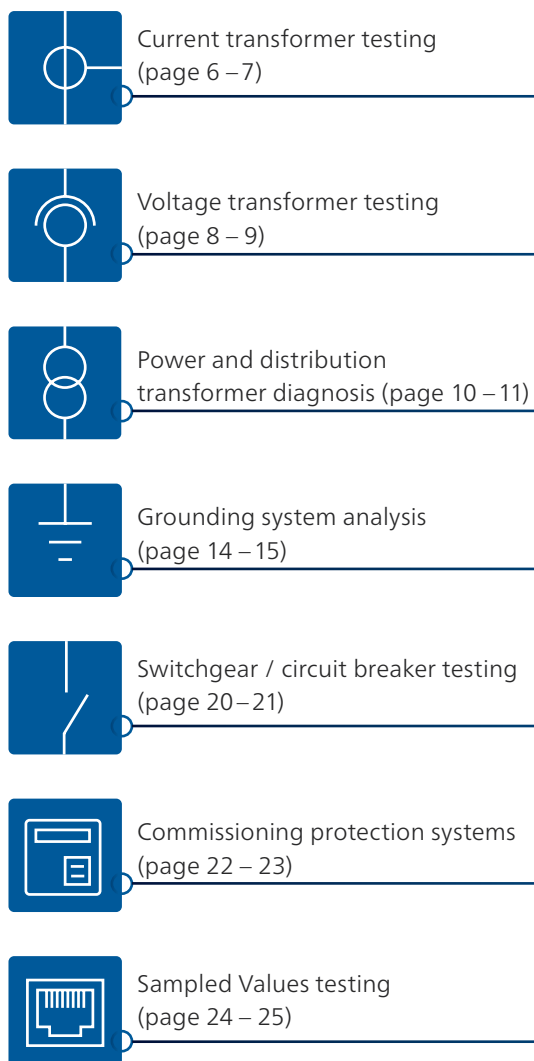 Current transformer testing
(page 6 – 7)
Voltage transformer testing
(page 8 – 9)
Power and distribution
transformer diagnosis (page 10 – 11)
Grounding system analysis
(page 14 – 15)
Switchgear / circuit breaker testing
(page 20 – 21)
Commissioning protection systems
(page 22 – 23)
Sampled Values testing
(page 24 – 25)